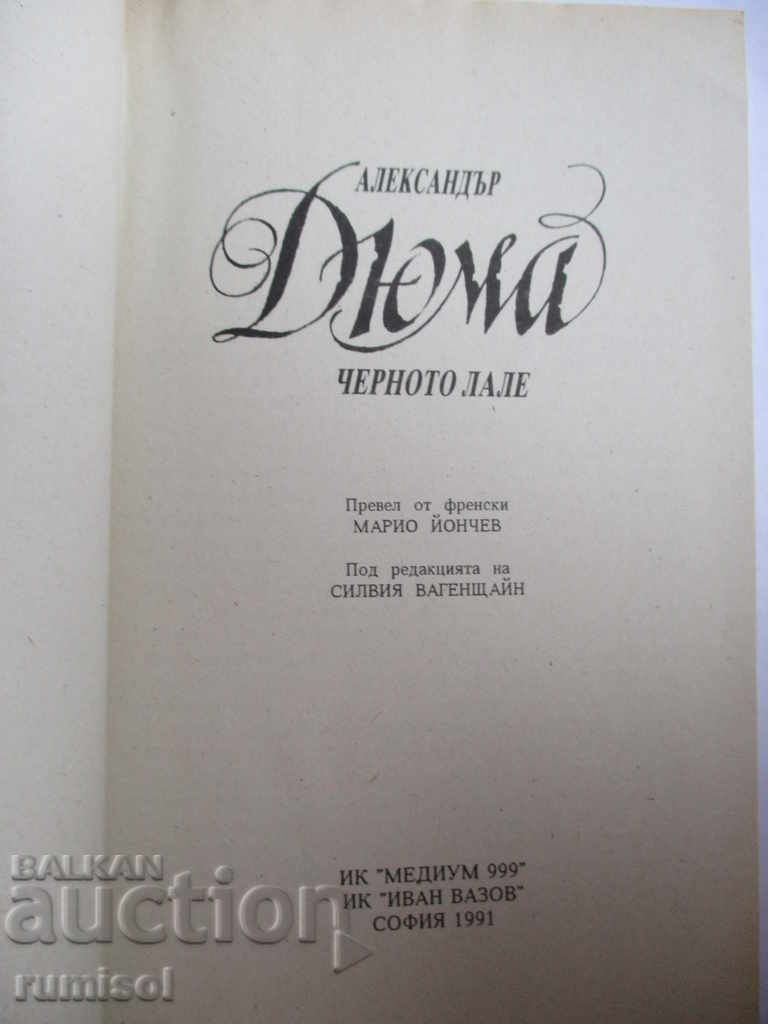 АЛЕКСАНДЪР
Дюма
ЧЕРНОТО ЛАЛЕ
Превел от френски
МАРИО ЙОНЧЕВ
Под редакцията на
СИЛВИЯ ВАГЕНЩАЙН
ИК "МЕДИУМ 999"
ИК "ИВАН ВАЗОВ"
СОФИЯ 1991
BALKAN
auction
rumisol